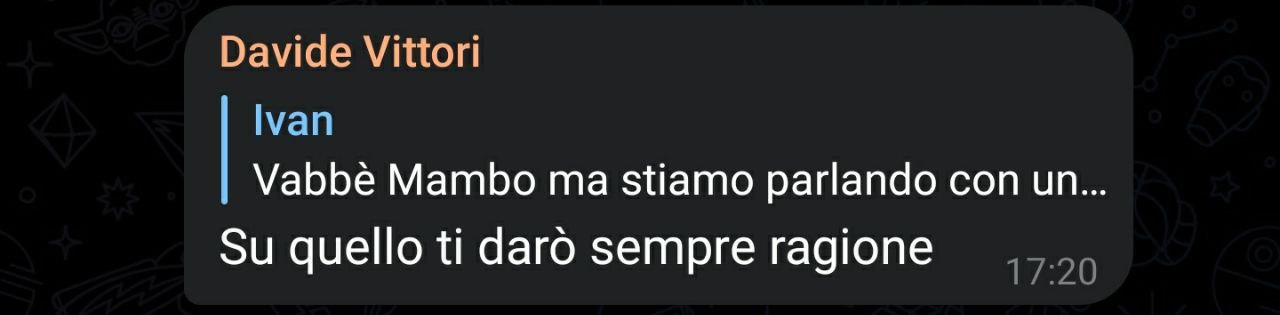 Davide Vittori
Ivan
Vabbè Mambo ma stiamo parlando con un...
Su quello ti darò sempre ragione
17:20